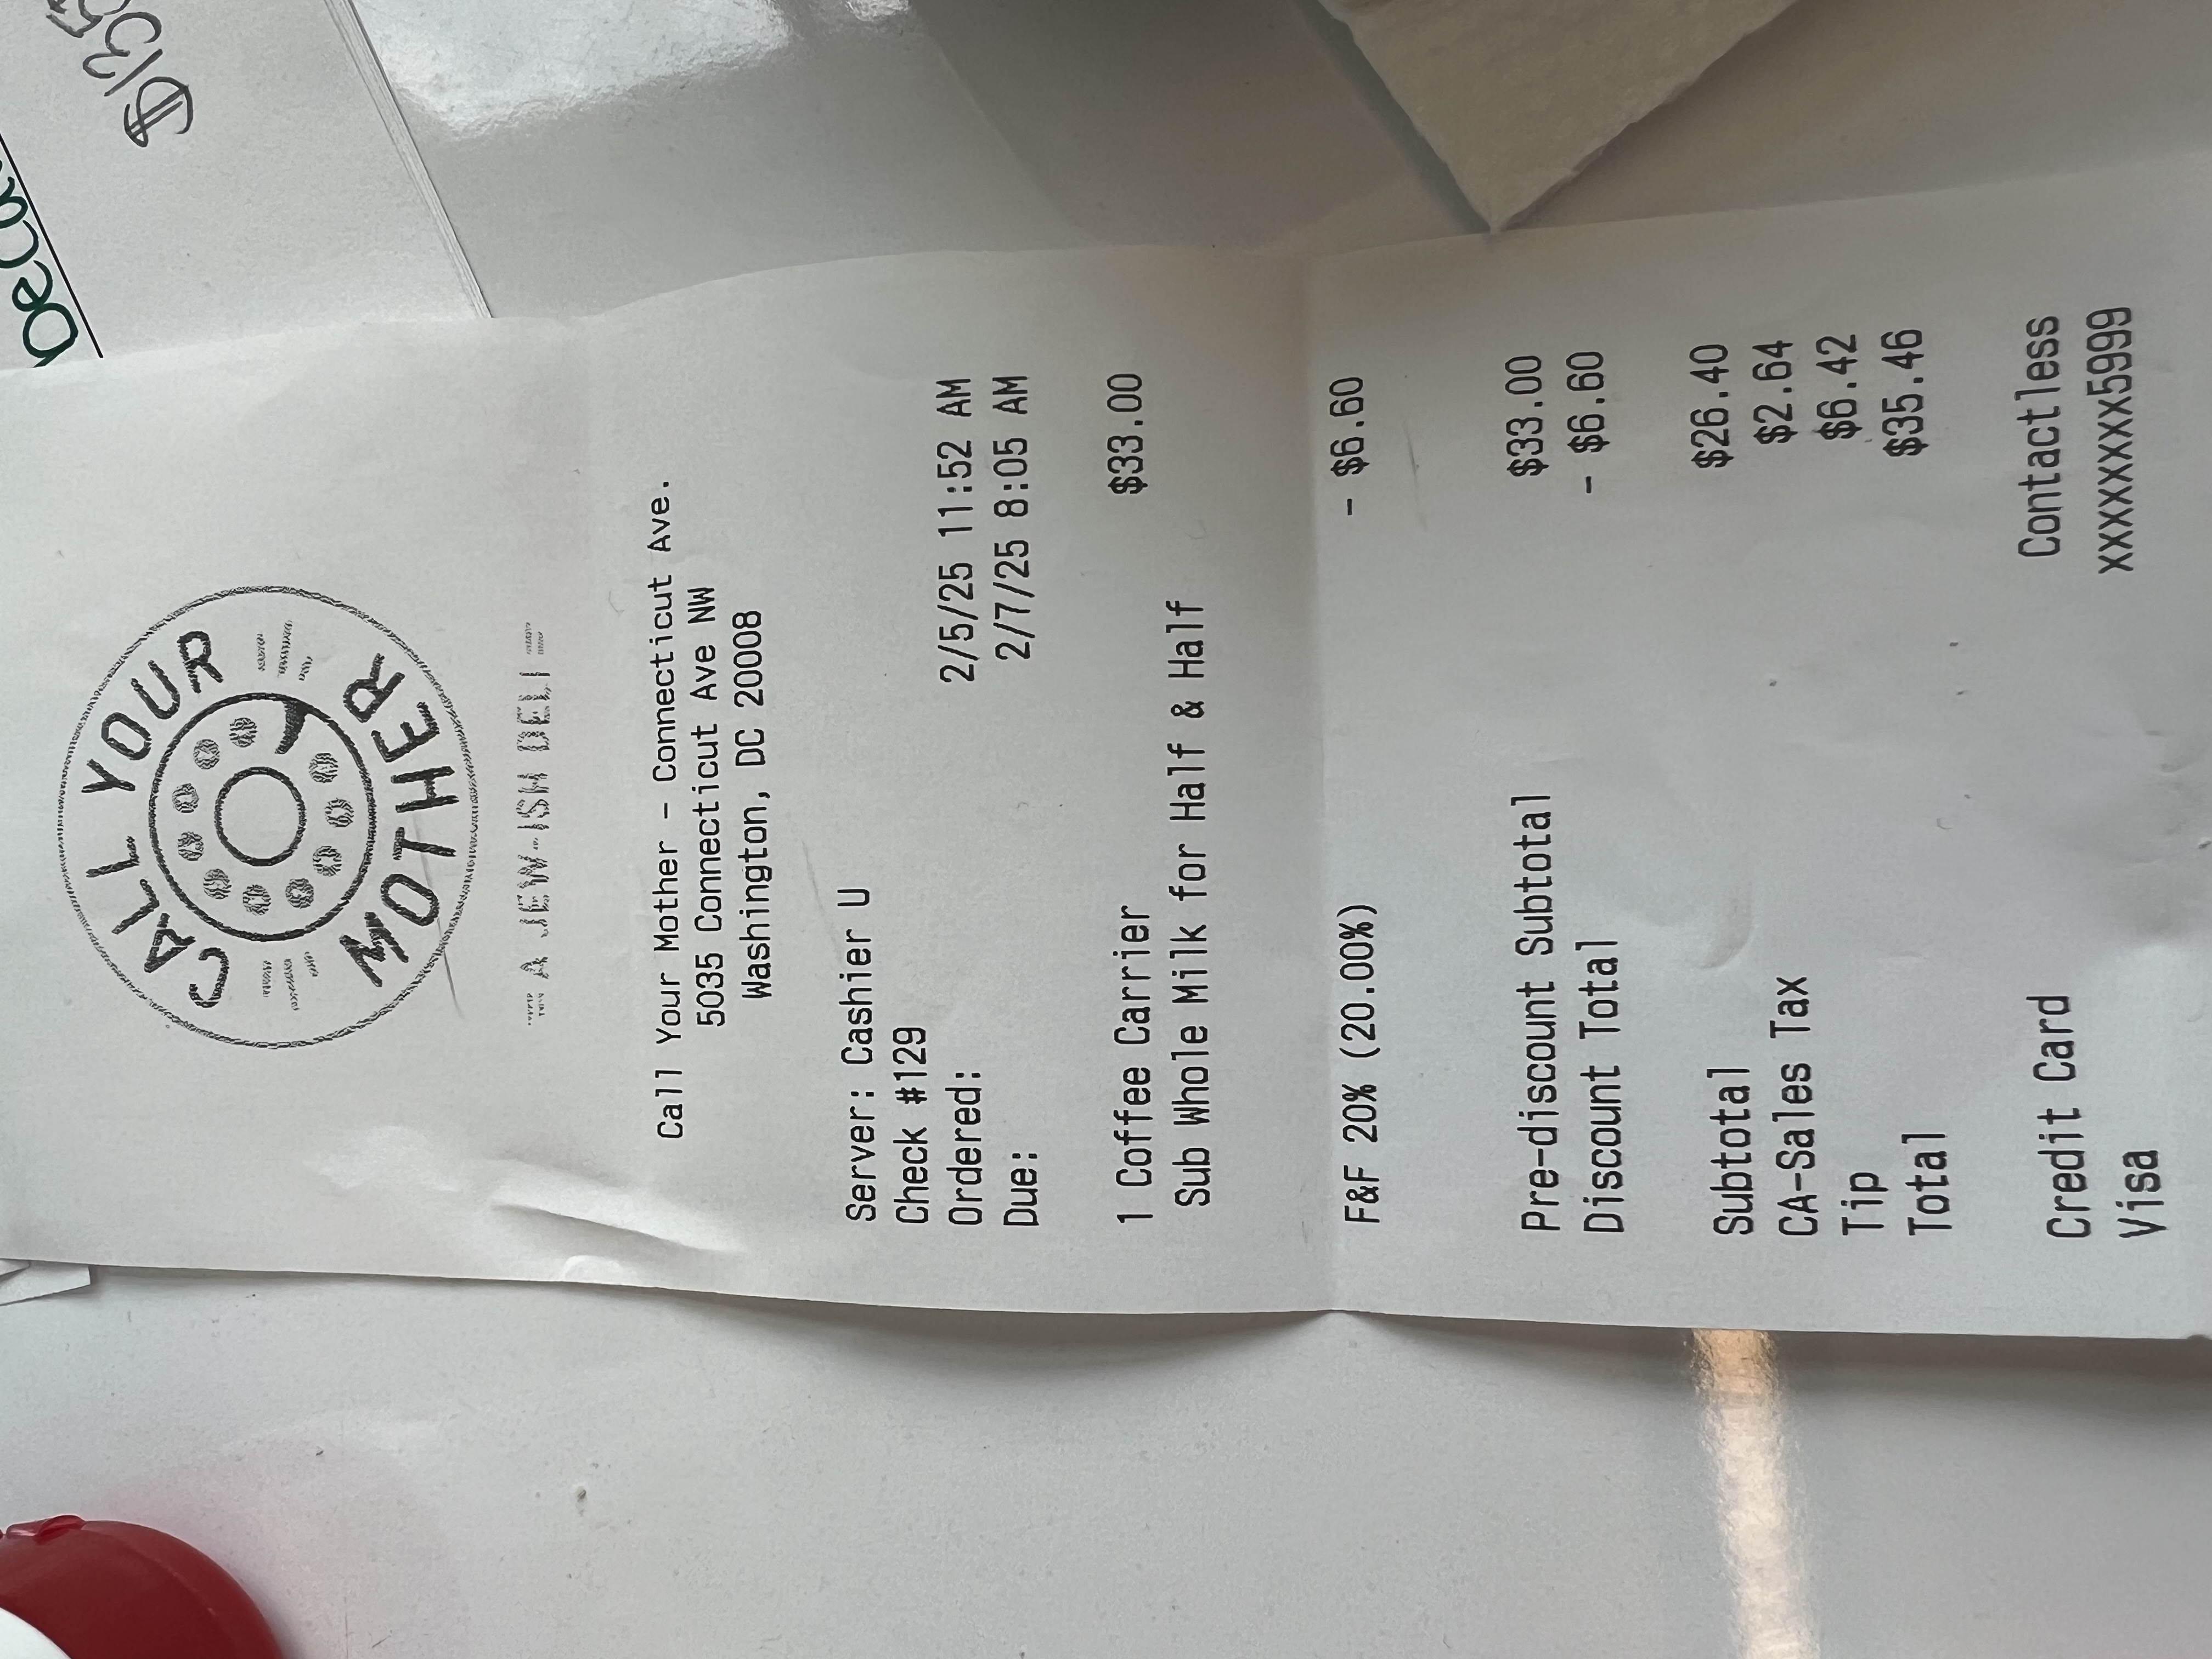 $135
CALL YOUR
MOTHER
A JEW-ISH DELI
Call Your Mother - Connecticut Ave.
5035 Connecticut Ave NW
Washington, DC 20008
Server: Cashier U
Check #129
Ordered: 2/5/25 11:52 AM
Due: 2/7/25 8:05 AM
1 Coffee Carrier $33.00
Sub Whole Milk for Half & Half
F&F 20% (20.00%) - $6.60
Pre-discount Subtotal $33.00
Discount Total - $6.60
Subtotal $26.40
CA-Sales Tax $2.64
Tip $6.42
Total $35.46
Credit Card Contactless
Visa xxxxxxxx5999